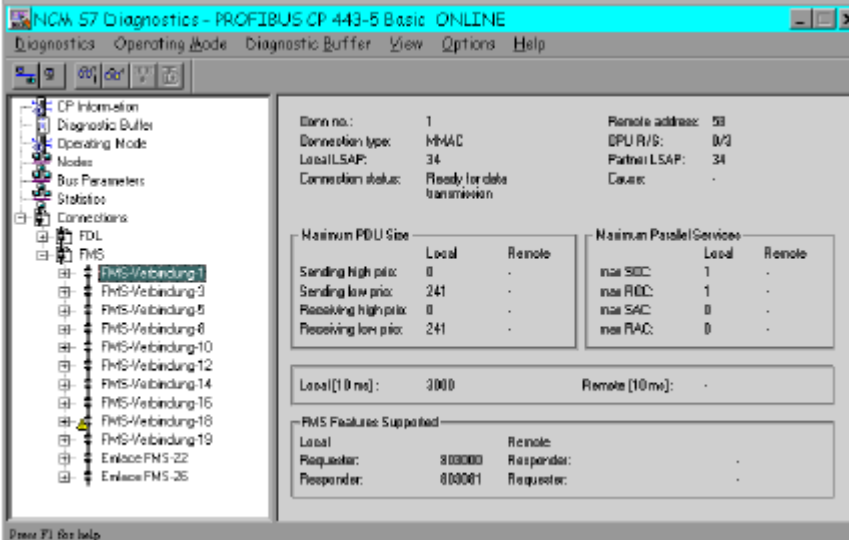 NCM S7 Diagnostics - PROFIBUS CP 443-5 Basic ONLINE
Diagnostics Operating Mode Diagnostic Buffer View Options Help
CP Information
Diagnostic Buffer
Operating Mode
Nodes
Bus Parameters
Statistics
Connections
FDL
FMS
FMS-Verbindung-1
FMS-Verbindung-3
FMS-Verbindung-5
FMS-Verbindung-8
FMS-Verbindung-10
FMS-Verbindung-12
FMS-Verbindung-14
FMS-Verbindung-16
FMS-Verbindung-18
FMS-Verbindung-19
Enlace FMS-22
Enlace FMS-26
Conn no.: 1 Remote address: 53
Connection type: MMAC CPU R/S: 0/3
Local LSAP: 34 Partner LSAP: 34
Connection status: Ready for data Cause: -
transmission
Maximum PDU Size
Local Remote
Sending high prio: 0 -
Sending low prio: 241 -
Receiving high prio: 0 -
Receiving low prio: 241 -
Maximum Parallel Services
Local Remote
max SCC: 1 -
max RCC: 1 -
max SAC: 0 -
max RAC: 0 -
Local [10 ms] : 3000 Remote [10 ms] : -
FMS Features Supported
Local Remote
Requester: 803000 Responder: -
Responder: 803081 Requester: -
Press F1 for help